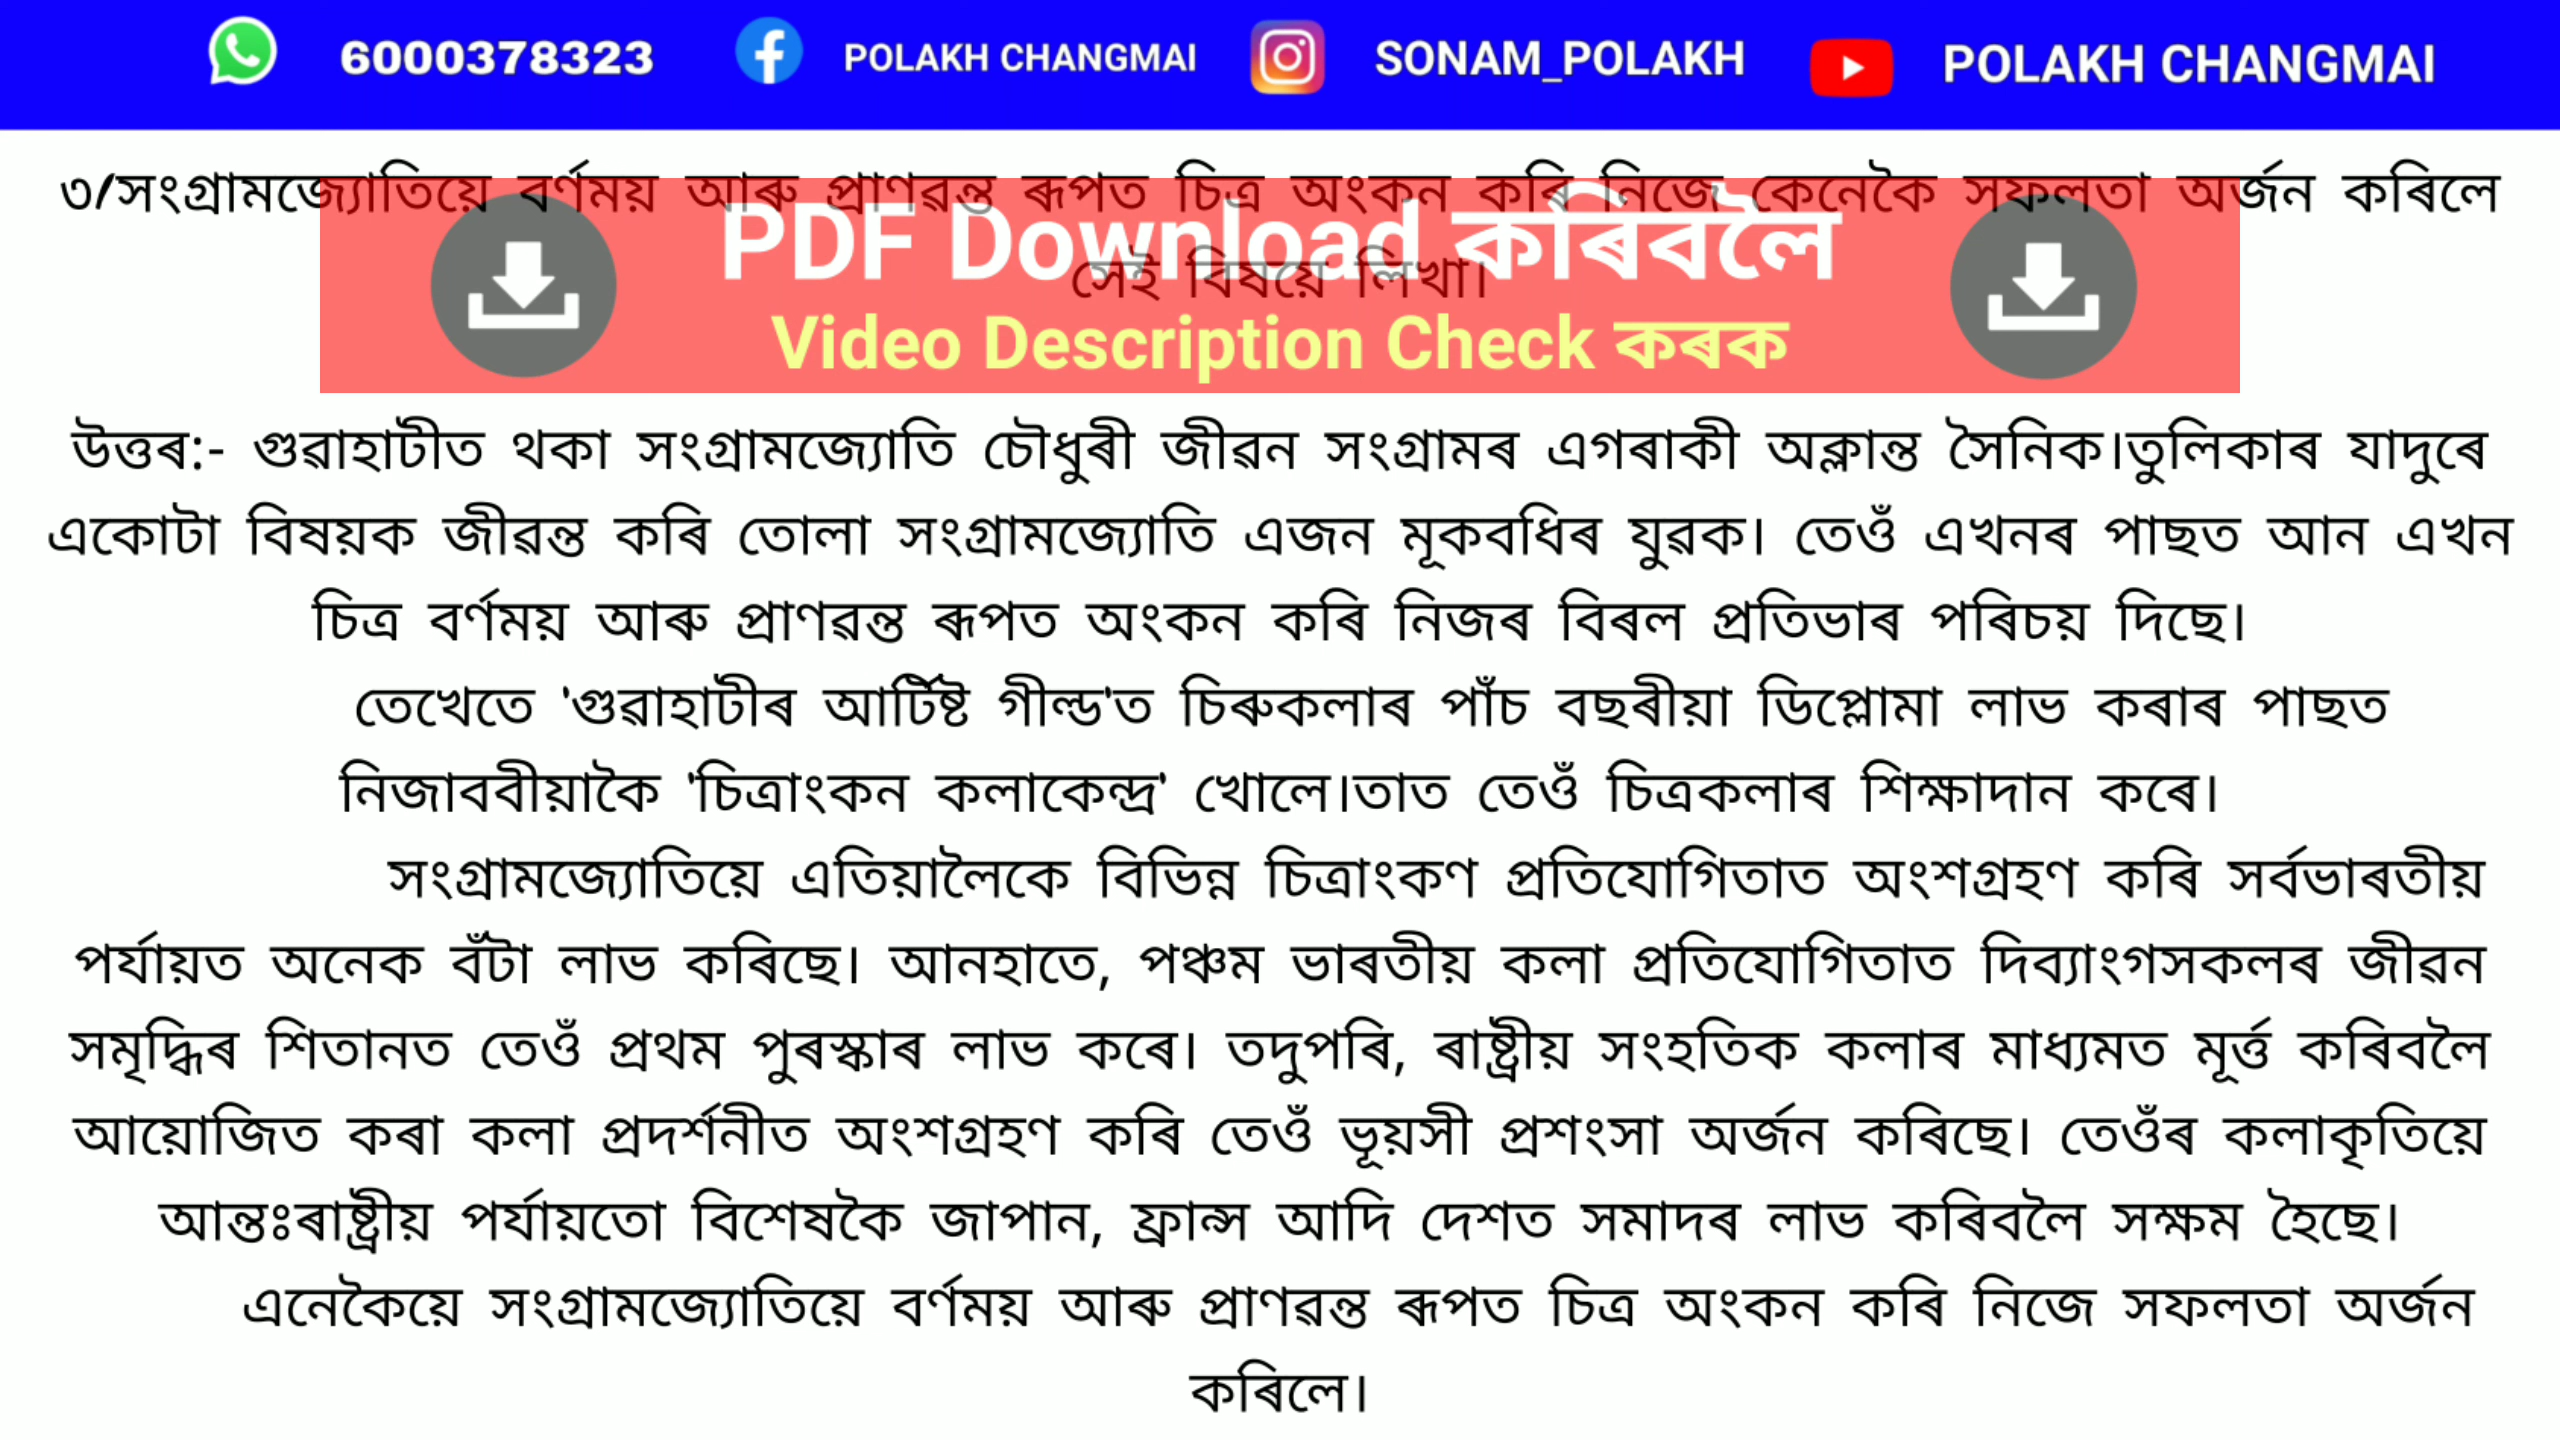 6000378323 POLAKH CHANGMAI SONAM_POLAKH POLAKH CHANGMAI
৩/সংগ্ৰামজ্যোতিয়ে বৰ্ণময় আৰু প্ৰাণৱন্ত ৰূপত চিত্ৰ অংকন কৰি নিজে কেনেকৈ সফলতা অৰ্জন কৰিলে
সেই বিষয়ে লিখা।
PDF Download কৰিবলৈ
Video Description Check কৰক
উত্তৰ:- গুৱাহাটীত থকা সংগ্ৰামজ্যোতি চৌধুৰী জীৱন সংগ্ৰামৰ এগৰাকী অক্লান্ত সৈনিক।তুলিকাৰ যাদুৰে
একোটা বিষয়ক জীৱন্ত কৰি তোলা সংগ্ৰামজ্যোতি এজন মূকবধিৰ যুৱক। তেওঁ এখনৰ পাছত আন এখন
চিত্ৰ বৰ্ণময় আৰু প্ৰাণৱন্ত ৰূপত অংকন কৰি নিজৰ বিৰল প্ৰতিভাৰ পৰিচয় দিছে।
তেখেতে 'গুৱাহাটীৰ আৰ্টিষ্ট গীল্ড'ত চিৰুকলাৰ পাঁচ বছৰীয়া ডিপ্লোমা লাভ কৰাৰ পাছত
নিজাববীয়াকৈ 'চিত্ৰাংকন কলাকেন্দ্ৰ' খোলে।তাত তেওঁ চিত্ৰকলাৰ শিক্ষাদান কৰে।
সংগ্ৰামজ্যোতিয়ে এতিয়ালৈকে বিভিন্ন চিত্ৰাংকণ প্ৰতিযোগিতাত অংশগ্ৰহণ কৰি সৰ্বভাৰতীয়
পৰ্যায়ত অনেক বঁটা লাভ কৰিছে। আনহাতে, পঞ্চম ভাৰতীয় কলা প্ৰতিযোগিতাত দিব্যাংগসকলৰ জীৱন
সমৃদ্ধিৰ শিতানত তেওঁ প্ৰথম পুৰস্কাৰ লাভ কৰে। তদুপৰি, ৰাষ্ট্ৰীয় সংহতিক কলাৰ মাধ্যমত মূৰ্ত্ত কৰিবলৈ
আয়োজিত কৰা কলা প্ৰদৰ্শনীত অংশগ্ৰহণ কৰি তেওঁ ভূয়সী প্ৰশংসা অৰ্জন কৰিছে। তেওঁৰ কলাকৃতিয়ে
আন্তঃৰাষ্ট্ৰীয় পৰ্যায়তো বিশেষকৈ জাপান, ফ্ৰান্স আদি দেশত সমাদৰ লাভ কৰিবলৈ সক্ষম হৈছে।
এনেকৈয়ে সংগ্ৰামজ্যোতিয়ে বৰ্ণময় আৰু প্ৰাণৱন্ত ৰূপত চিত্ৰ অংকন কৰি নিজে সফলতা অৰ্জন
কৰিলে।